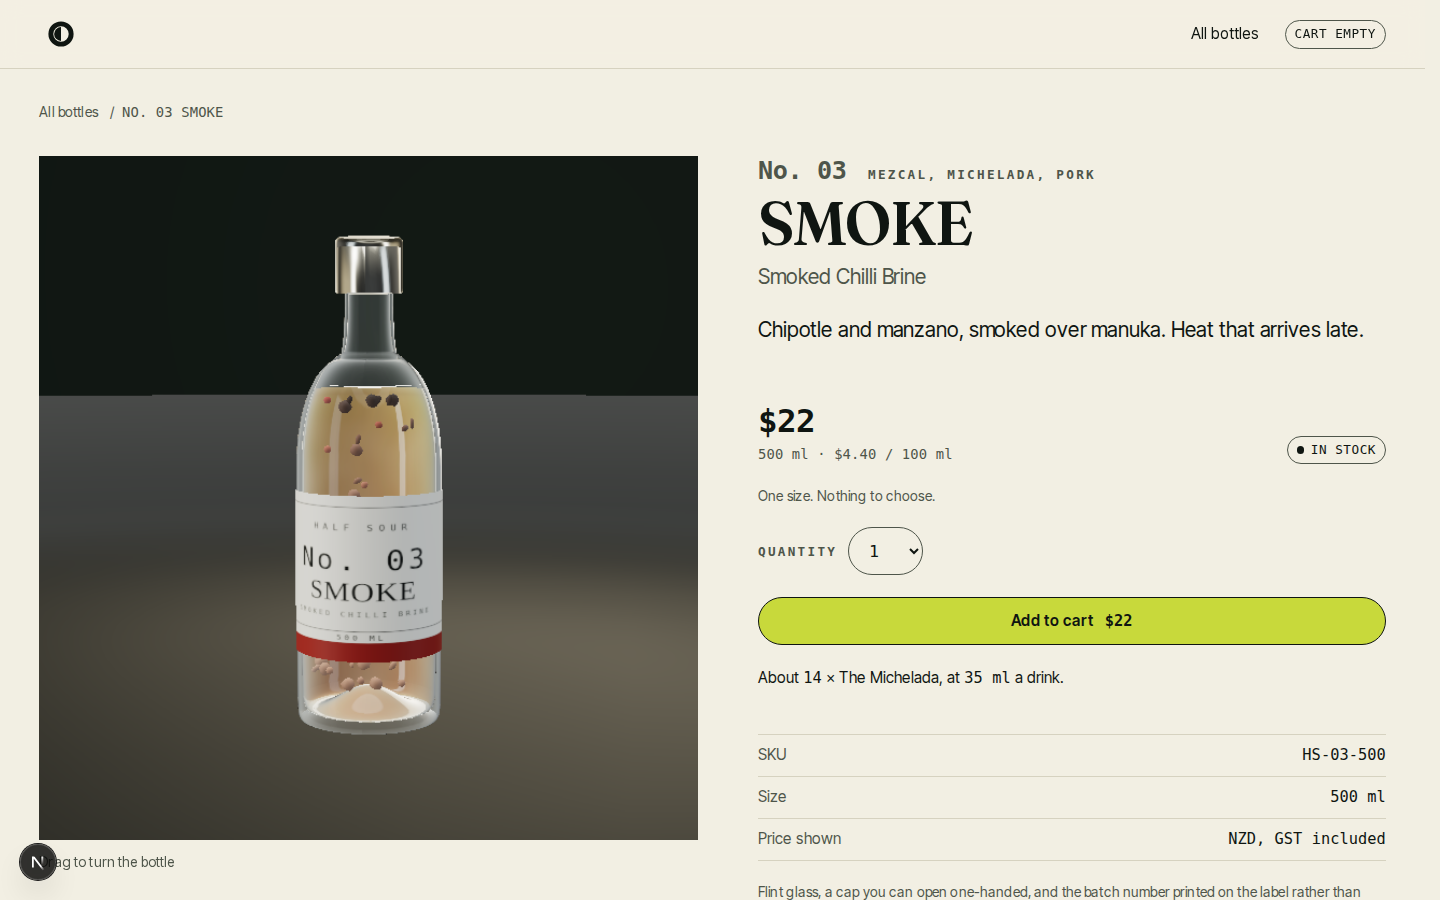 All bottles
CART EMPTY
All bottles / NO. 03 SMOKE
HALF SOUR
No. 03
SMOKE
SMOKED CHILLI BRINE
500 ML
N
Drag to turn the bottle
No. 03 MEZCAL, MICHELADA, PORK
SMOKE
Smoked Chilli Brine
Chipotle and manzano, smoked over manuka. Heat that arrives late.
$22
500 ml · $4.40 / 100 ml
IN STOCK
One size. Nothing to choose.
QUANTITY 1
Add to cart $22
About 14 × The Michelada, at 35 ml a drink.
SKU HS-03-500
Size 500 ml
Price shown NZD, GST included
Flint glass, a cap you can open one-handed, and the batch number printed on the label rather than